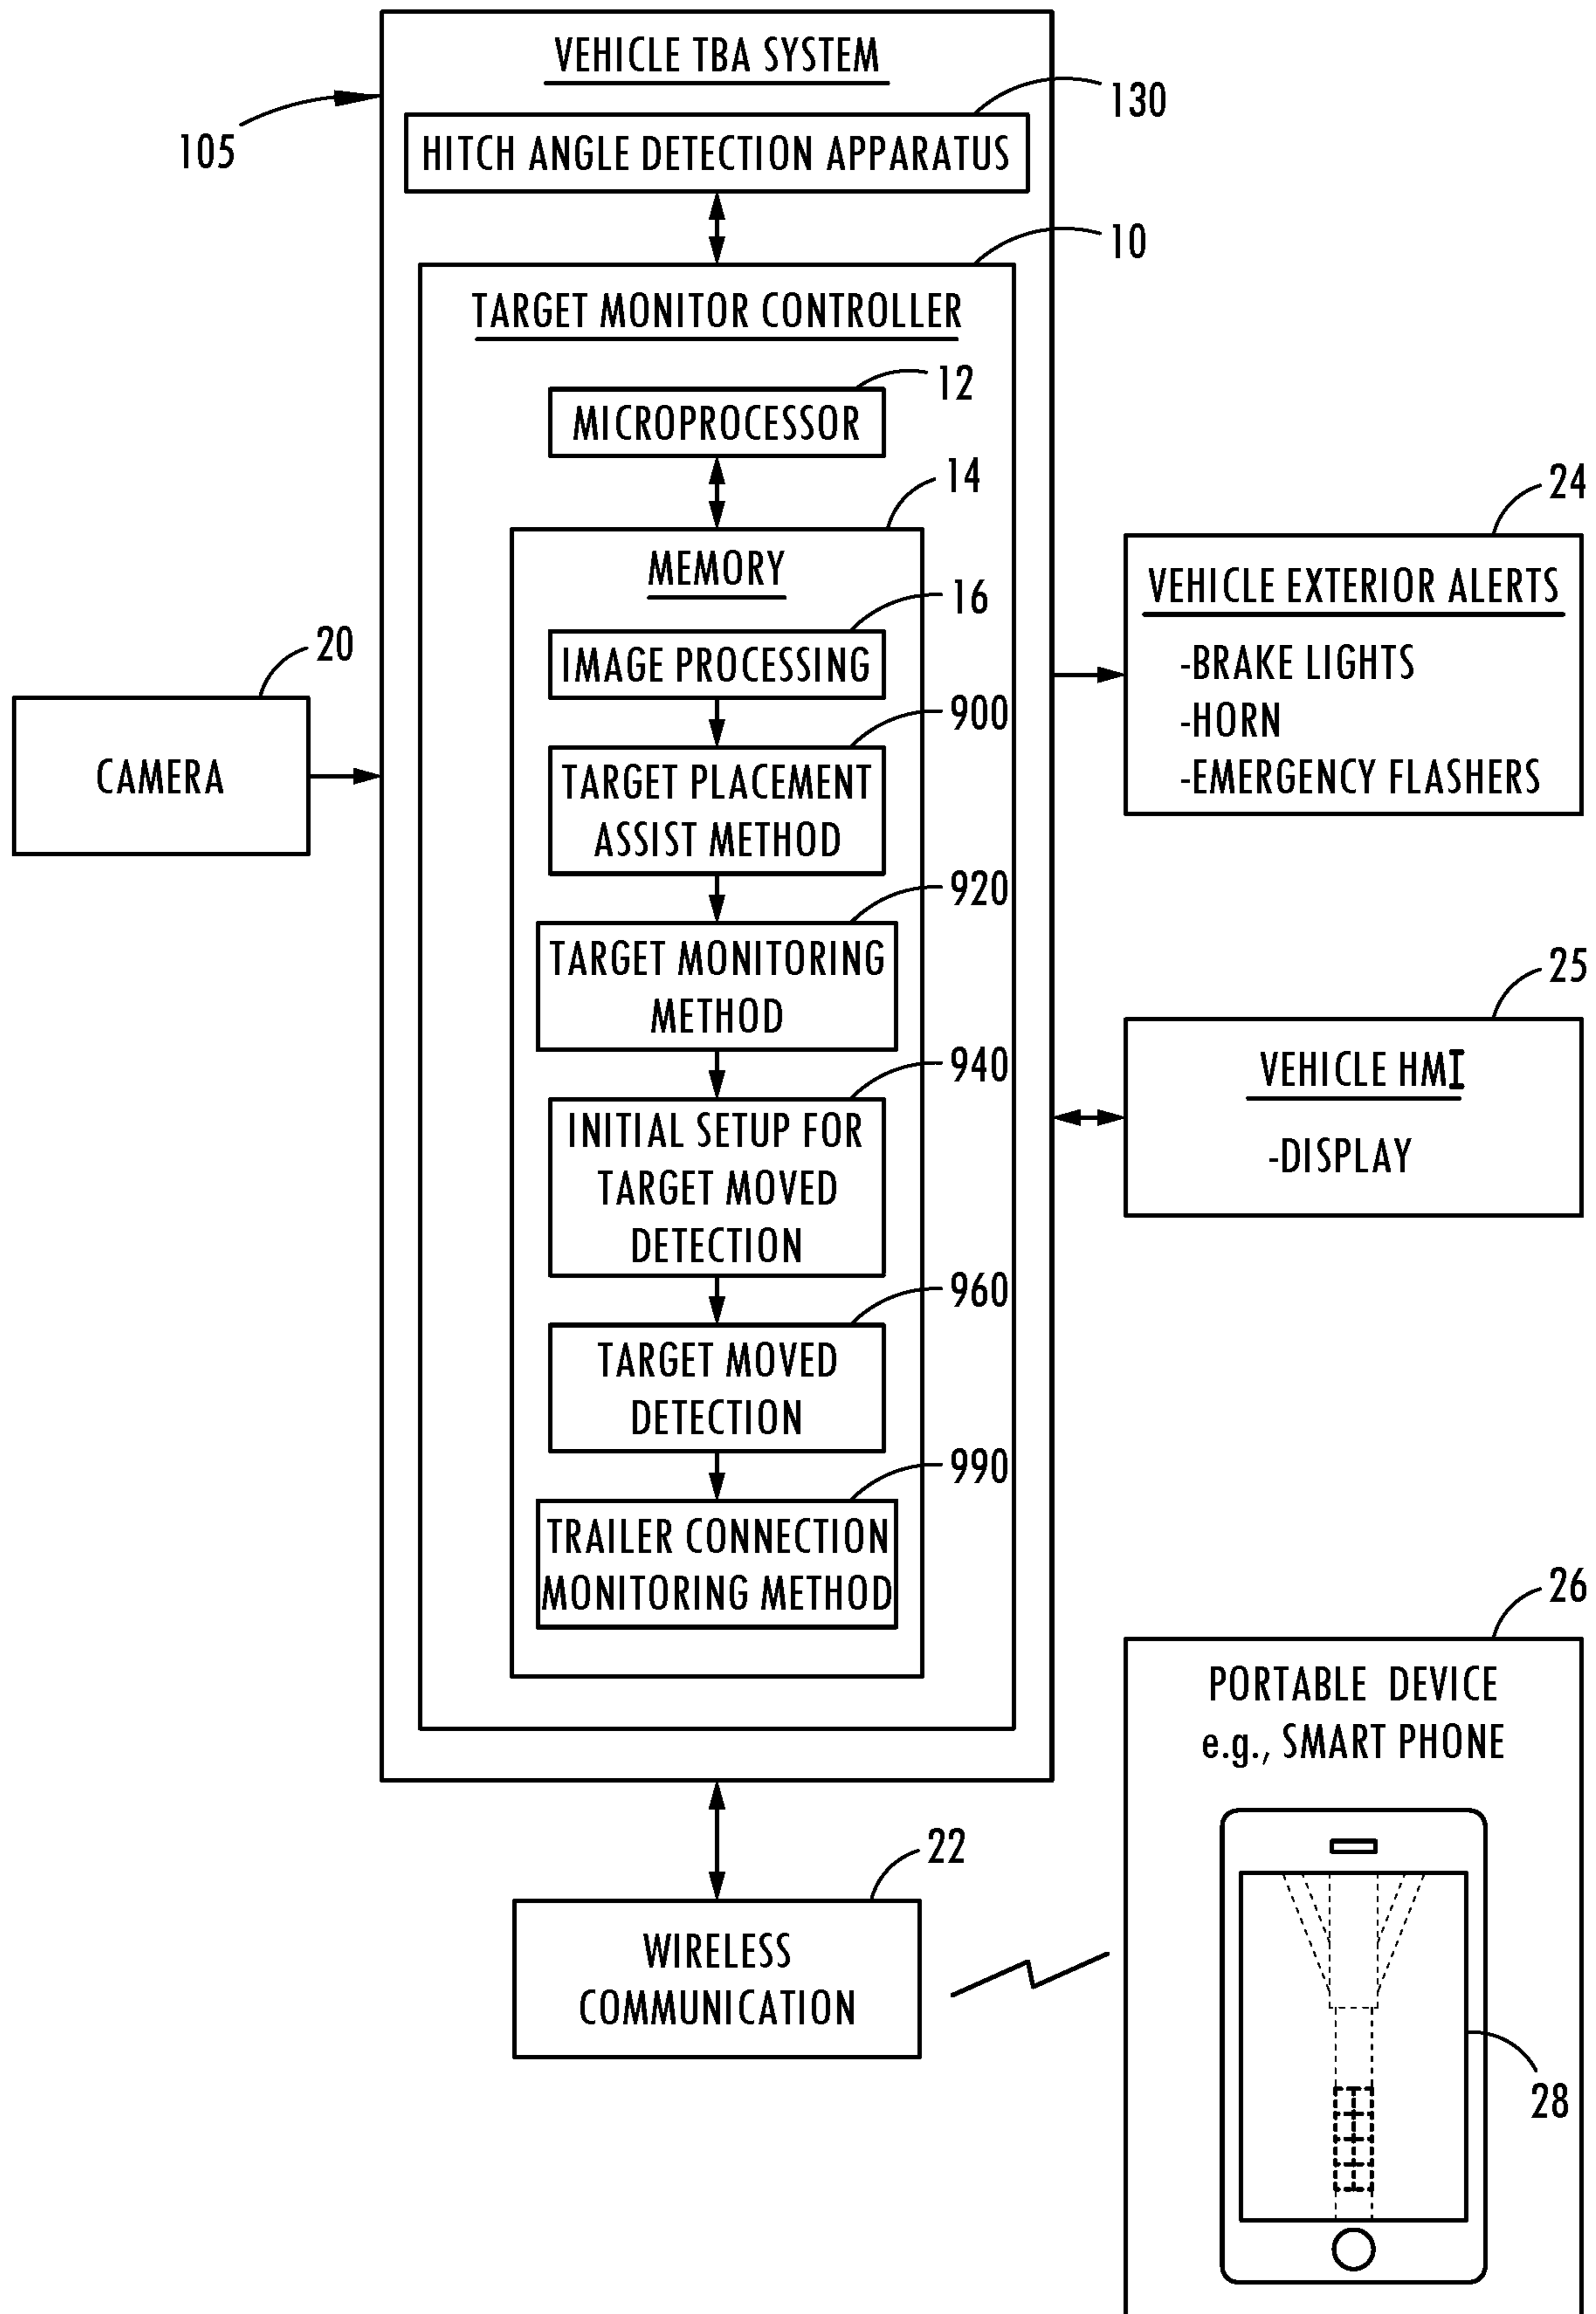 VEHICLE TBA SYSTEM
105
130
HITCH ANGLE DETECTION APPARATUS
10
TARGET MONITOR CONTROLLER
12
MICROPROCESSOR
14
MEMORY
16
IMAGE PROCESSING
900
TARGET PLACEMENT
ASSIST METHOD
920
TARGET MONITORING
METHOD
940
INITIAL SETUP FOR
TARGET MOVED
DETECTION
960
TARGET MOVED
DETECTION
990
TRAILER CONNECTION
MONITORING METHOD
20
CAMERA
24
VEHICLE EXTERIOR ALERTS
-BRAKE LIGHTS
-HORN
-EMERGENCY FLASHERS
25
VEHICLE HMI
-DISPLAY
22
WIRELESS
COMMUNICATION
26
PORTABLE DEVICE
e.g., SMART PHONE
28